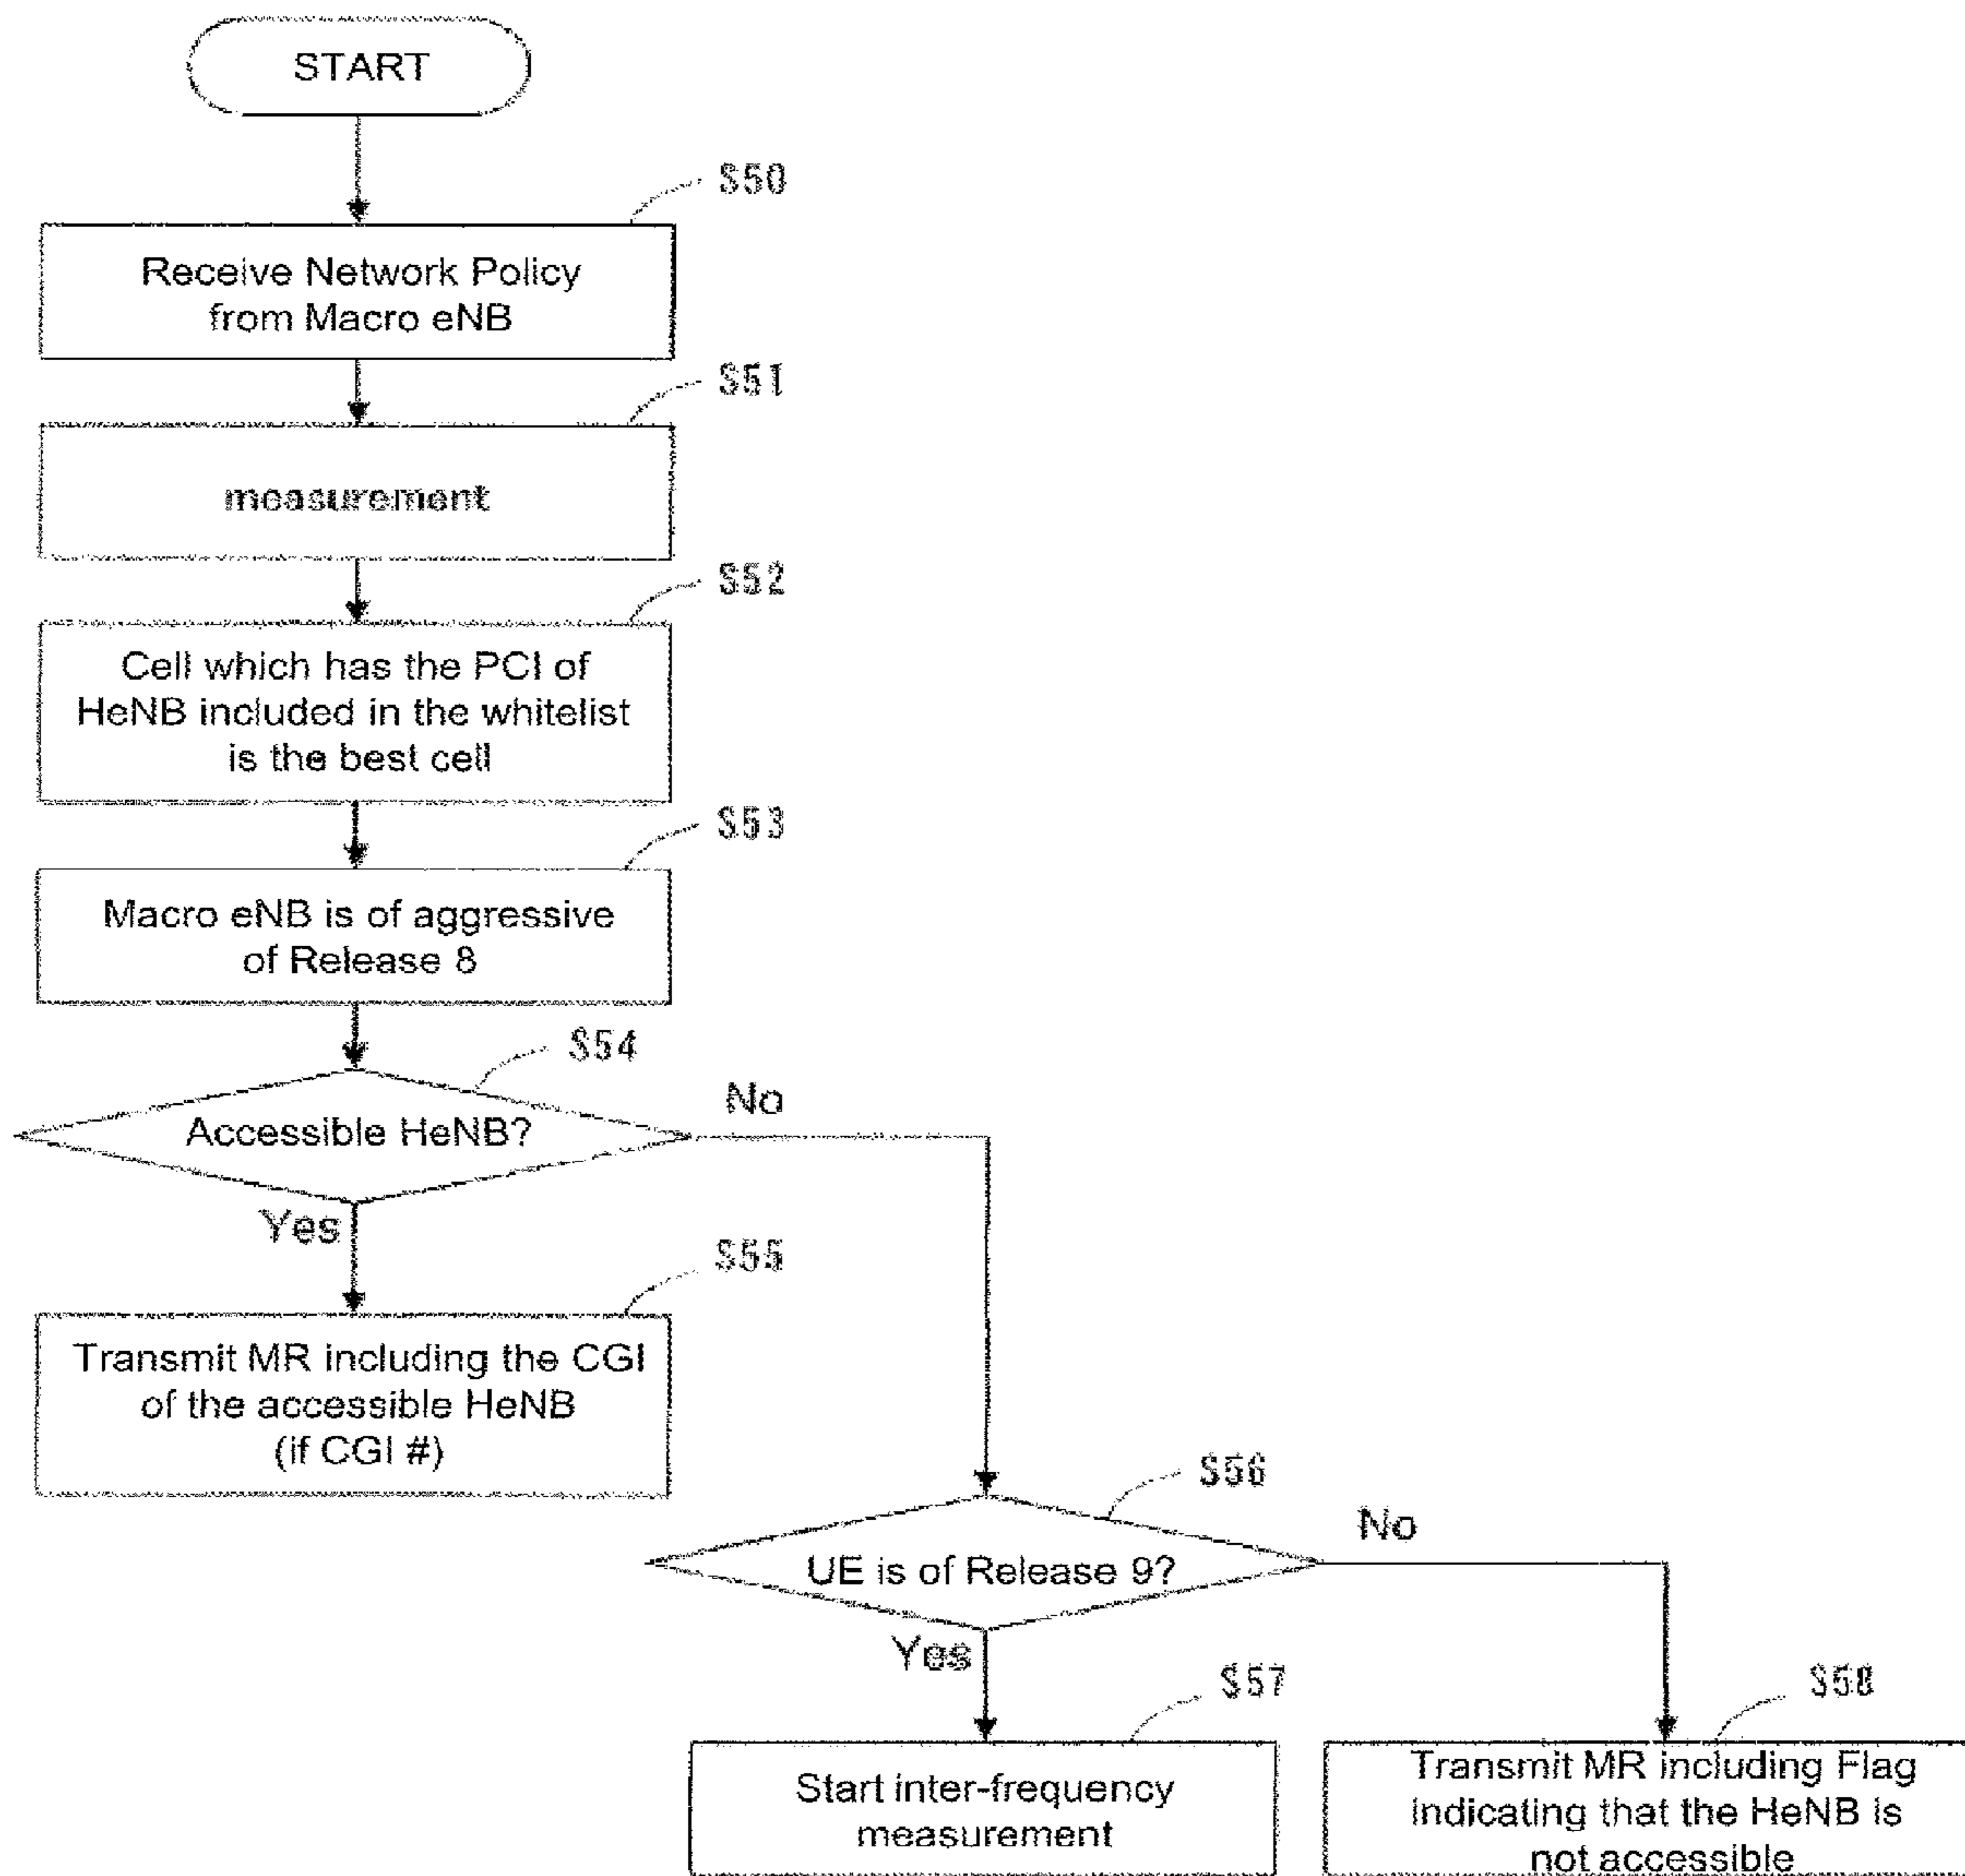 START
S50
Receive Network Policy
from Macro eNB
S51
measurement
S52
Cell which has the PCI of
HeNB included in the whitelist
is the best cell
S53
Macro eNB is of aggressive
of Release 8
S54
Accessible HeNB?
No
Yes
S55
Transmit MR including the CGI
of the accessible HeNB
(if CGI #)
S56
UE is of Release 9?
No
Yes
S57
Start inter-frequency
measurement
S58
Transmit MR including Flag
indicating that the HeNB is
not accessible